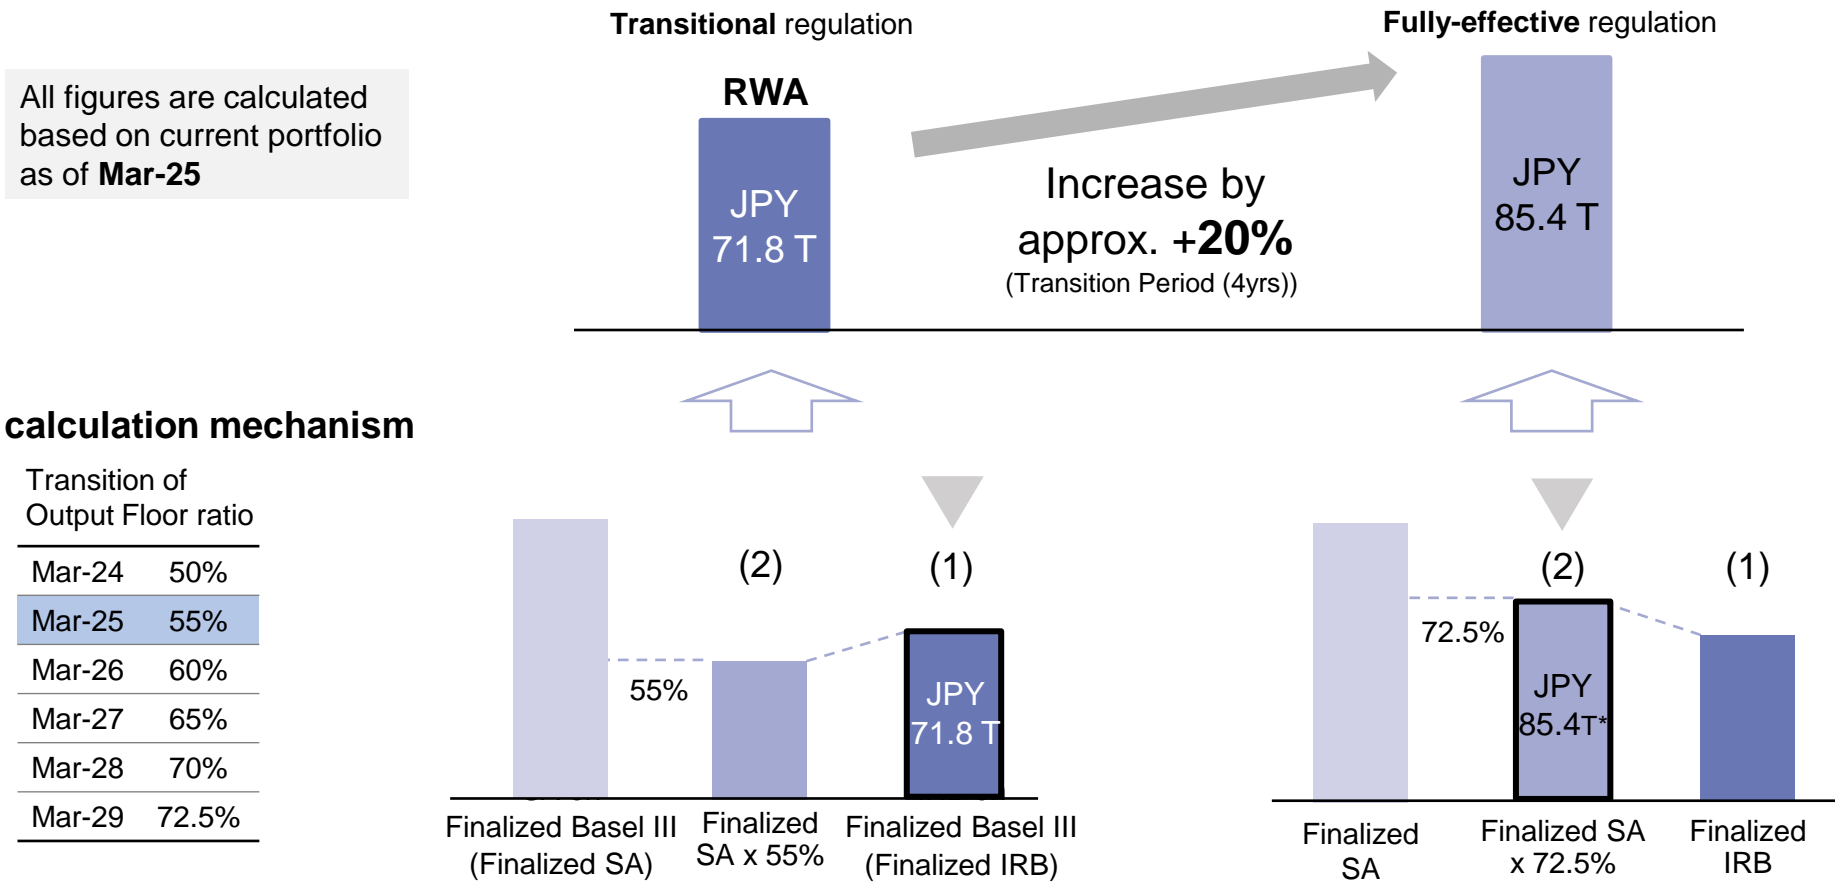 Transitional regulation
Fully-effective regulation
All figures are calculated
based on current portfolio
as of Mar-25
RWA
JPY
71.8 T
Increase by
approx. +20%
(Transition Period (4yrs))
JPY
85.4 T
calculation mechanism
Transition of
Output Floor ratio
Mar-24 50%
Mar-25 55%
Mar-26 60%
Mar-27 65%
Mar-28 70%
Mar-29 72.5%
(2)
(1)
55%
JPY
71.8 T
Finalized Basel III
(Finalized SA)
Finalized
SA x 55%
Finalized Basel III
(Finalized IRB)
(2)
(1)
72.5%
JPY
85.4T*
Finalized
SA
Finalized SA
x 72.5%
Finalized
IRB